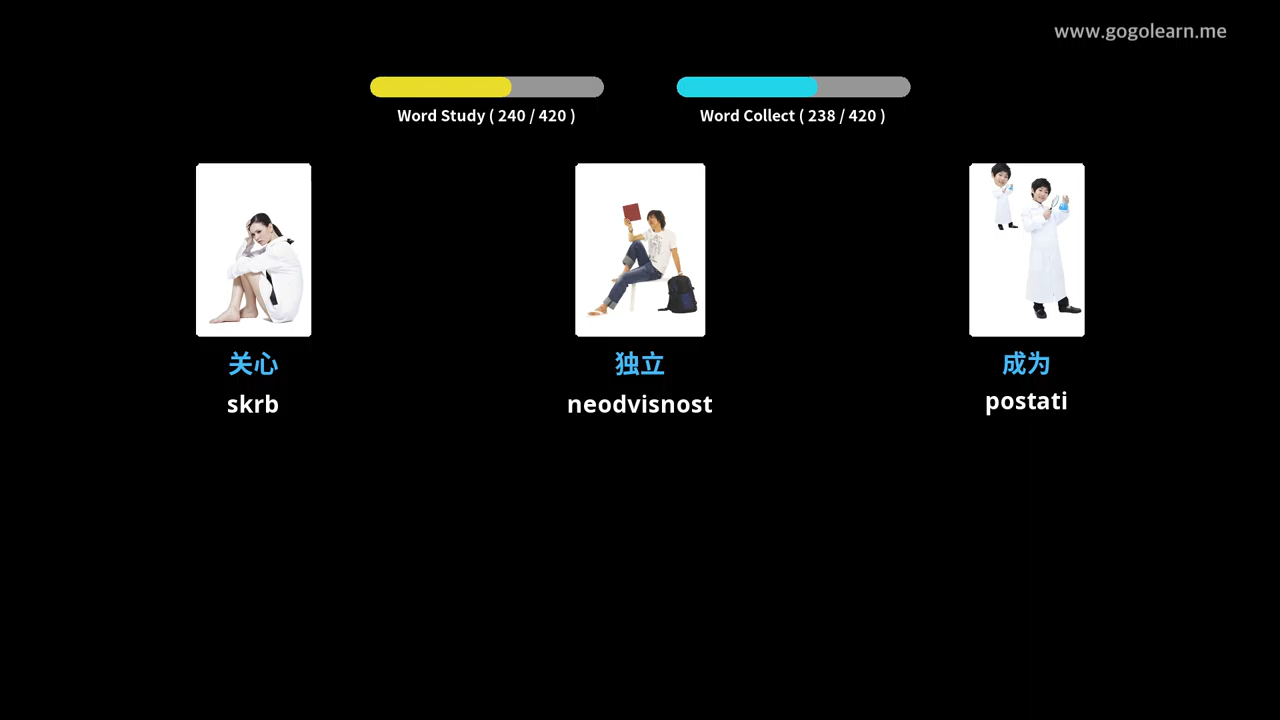 www.gogolearn.me
Word Study ( 240 / 420 )
Word Collect ( 238 / 420 )
关心
独立
成为
skrb
neodvisnost
postati